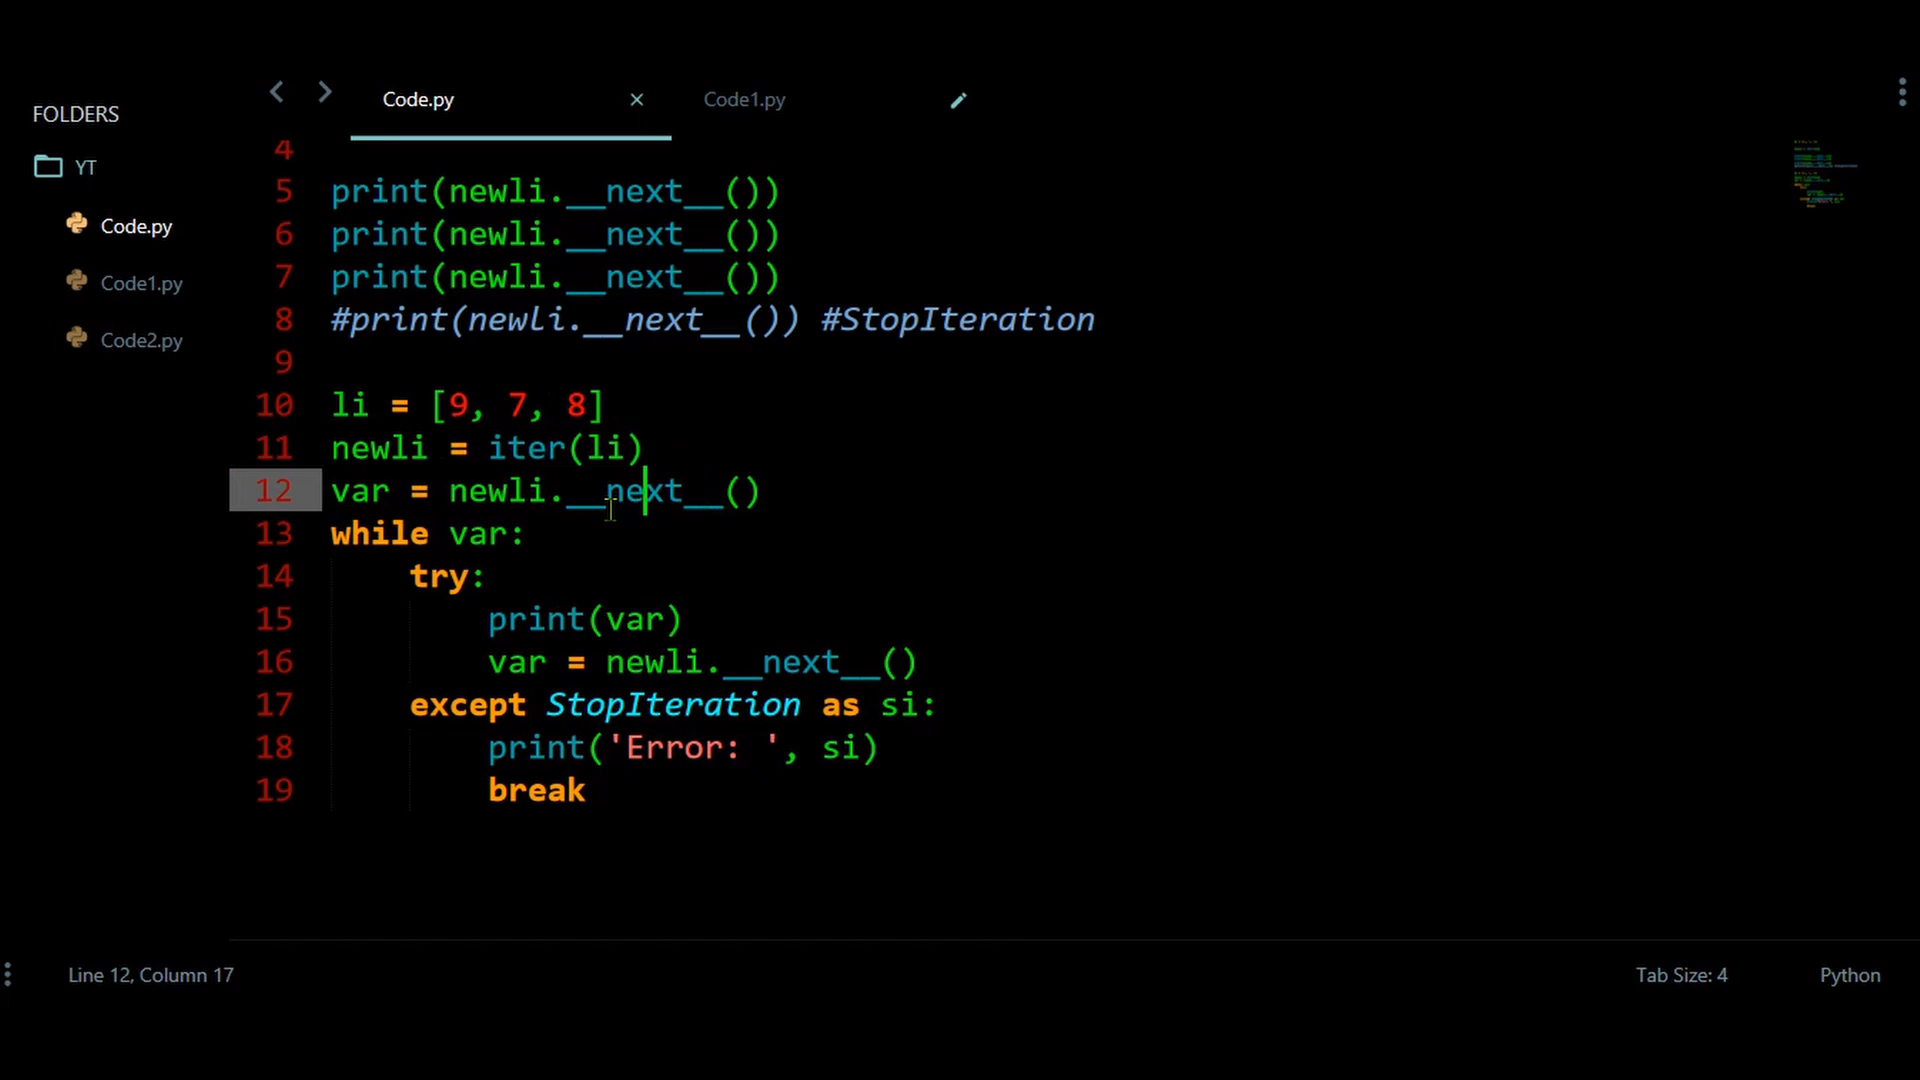 FOLDERS
YT
Code.py
Code1.py
Code2.py
Code.py
Code1.py
4
5 print(newli.__next__())
6 print(newli.__next__())
7 print(newli.__next__())
8 #print(newli.__next__()) #StopIteration
9
10 li = [9, 7, 8]
11 newli = iter(li)
12 var = newli.__next__()
13 while var:
14     try:
15         print(var)
16         var = newli.__next__()
17     except StopIteration as si:
18         print('Error: ', si)
19         break
Line 12, Column 17
Tab Size: 4
Python